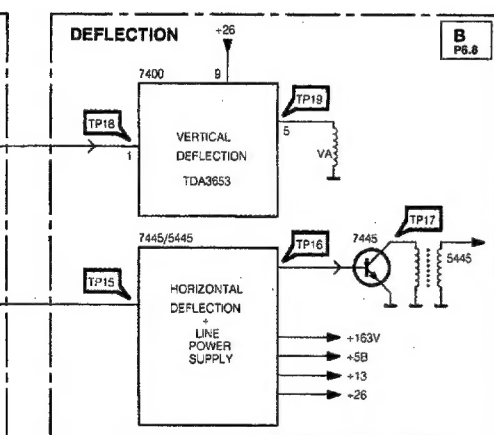 DEFLECTION
+26
B
P6.8
7400
9
TP18
1
VERTICAL
DEFLECTION
TDA3653
TP19
5
VA
7445/5445
TP15
HORIZONTAL
DEFLECTION
+
LINE
POWER
SUPPLY
TP16
7445
TP17
5445
+163V
+5B
+13
+26